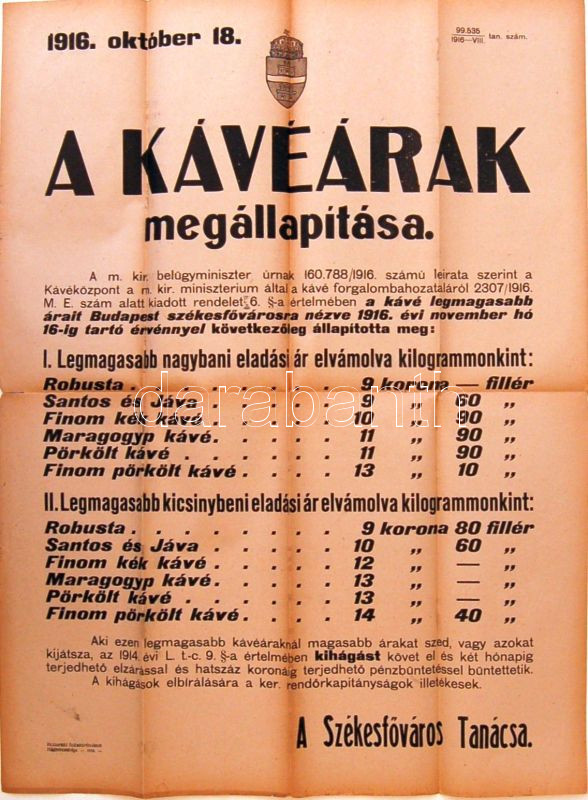 1916. október 18.
99.535
1916—VIII. tan. szám.
A KÁVÉÁRAK
megállapítása.
A m. kir. belügyminiszter úrnak 160.788/1916. számú leirata szerint a
Kávéközpont a m. kir. miniszterium által a kávé forgalombahozataláról 2307/1916.
M. E. szám alatt kiadott rendelet 6. §-a értelmében a kávé legmagasabb
árait Budapest székesfővárosra nézve 1916. évi november hó
16-ig tartó érvénnyel következőleg állapította meg:
I. Legmagasabb nagybani eladási ár elvámolva kilogrammonkint:
Robusta . . . . . . . . 9 korona — fillér
Santos és Jáva . . . . . 9 „ 60 „
Finom kék kávé . . . . . 10 „ 90 „
Maragogyp kávé . . . . . 11 „ 90 „
Pörkölt kávé . . . . . . 11 „ 90 „
Finom pörkölt kávé . . . . 13 „ 10 „
darabanth
II. Legmagasabb kicsinybeni eladási ár elvámolva kilogrammonkint:
Robusta . . . . . . . . 9 korona 80 fillér
Santos és Jáva . . . . . 10 „ 60 „
Finom kék kávé . . . . . 12 „ — „
Maragogyp kávé . . . . . 13 „ — „
Pörkölt kávé . . . . . . 13 „ — „
Finom pörkölt kávé . . . . 14 „ 40 „
Aki ezen legmagasabb kávéáraknál magasabb árakat szed, vagy azokat
kijátsza, az 1914. évi L. t.-c. 9. §-a értelmében kihágást követ el és két hónapig
terjedhető elzárással és hatszáz koronáig terjedhető pénzbüntetéssel büntettetik.
A kihágások elbírálására a ker. rendőrkapitányságok illetékesek.
A Székesfőváros Tanácsa.